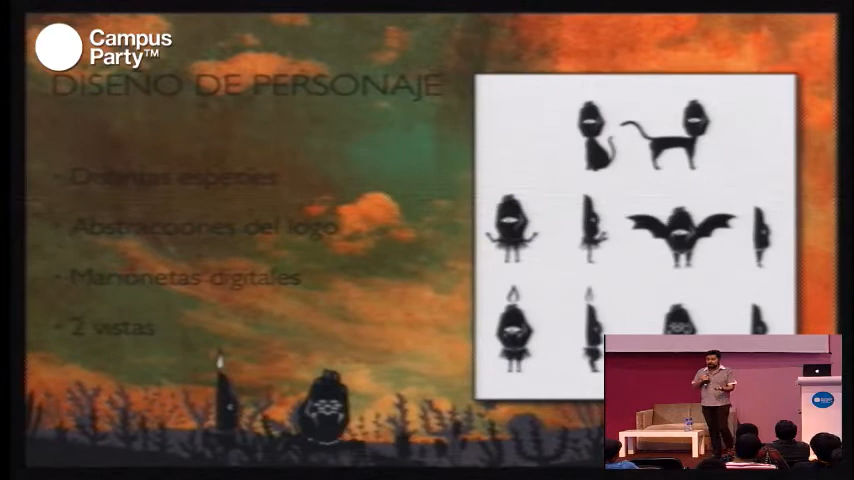 Campus
Party™
DISEÑO DE PERSONAJE
- Distintas especies
- Abstracciones del logo
- Marionetas digitales
- 2 vistas